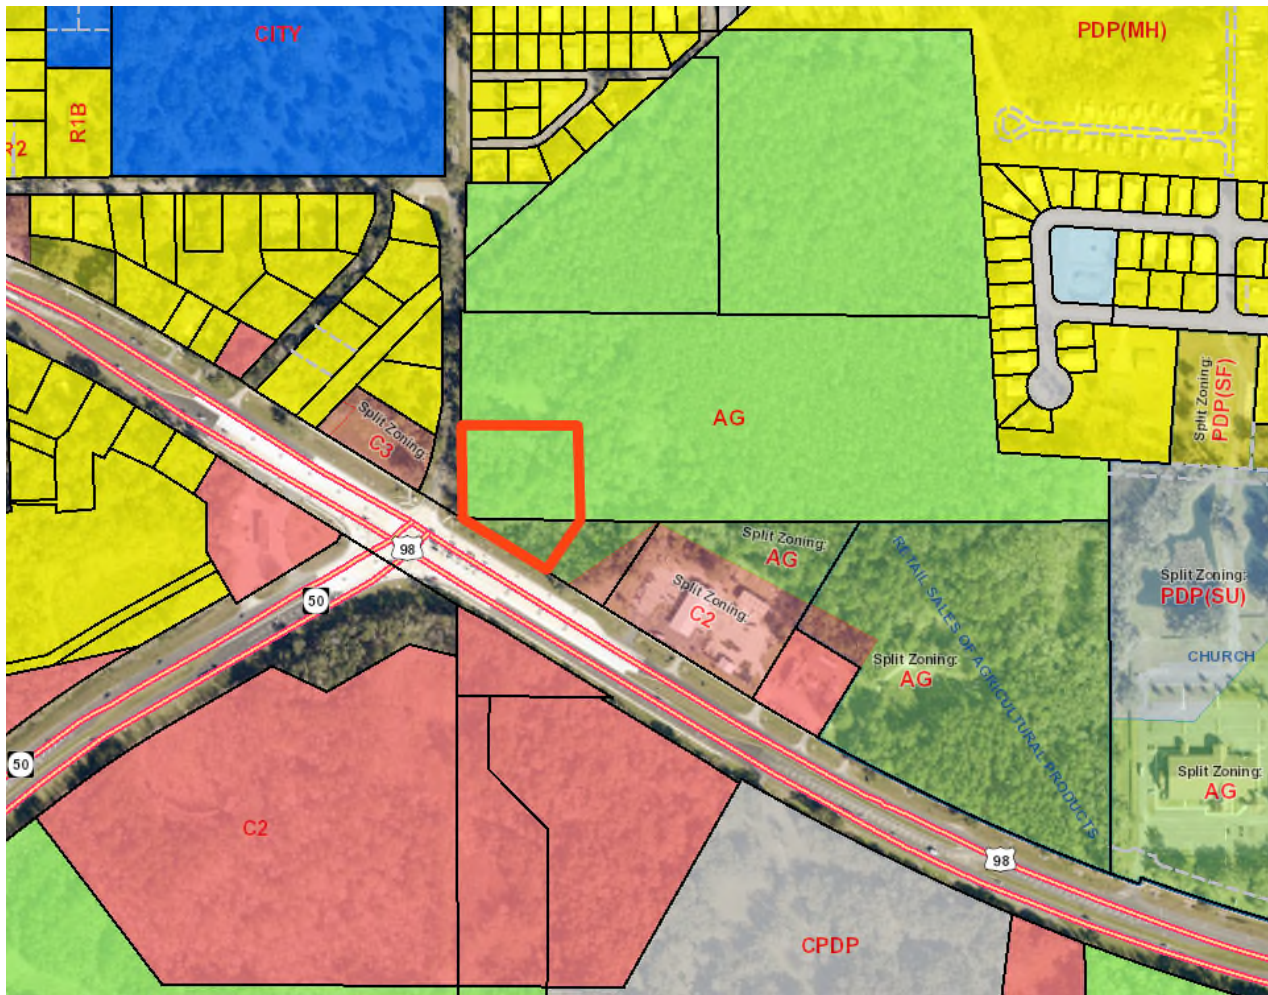 CITY
PDP(MH)
R1B
R2
Split Zoning:
PDP(SF)
AG
Split Zoning:
C3
98
Split Zoning:
AG
Split Zoning:
C2
50
RETAIL SALES OF AGRICULTURAL PRODUCTS
Split Zoning:
PDP(SU)
CHURCH
Split Zoning:
AG
50
Split Zoning:
AG
C2
98
CPDP